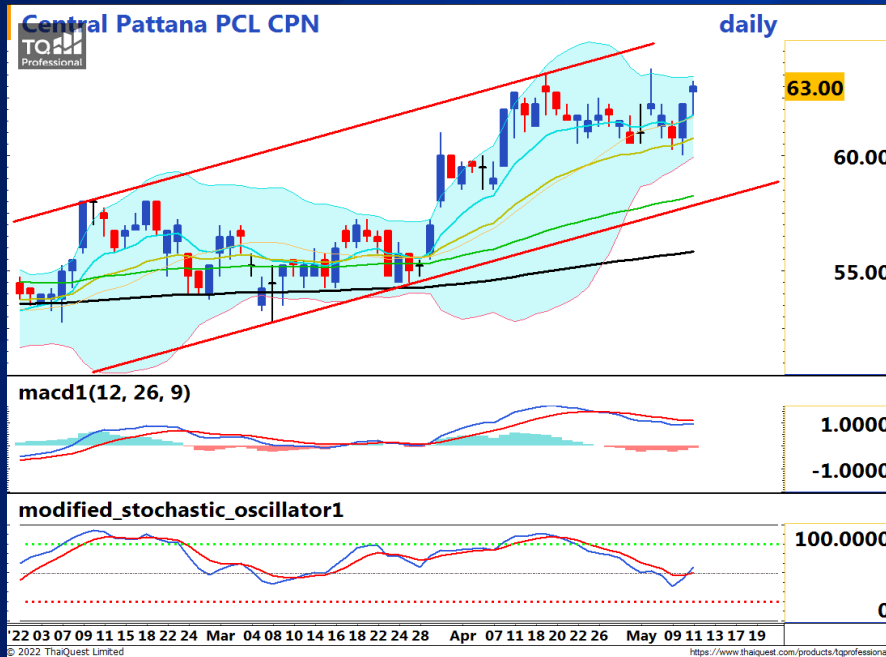 Central Pattana PCL CPN
daily
TQ
Professional
63.00
60.00
55.00
macd1(12, 26, 9)
1.0000
-1.0000
modified_stochastic_oscillator1
100.0000
0
'22 03 07 09 11 15 18 22 24 Mar 04 08 10 14 16 18 22 24 28 Apr 07 11 18 20 22 26 May 09 11 13 17 19
© 2022 ThaiQuest Limited
https://www.thaiquest.com/products/tqprofessiona